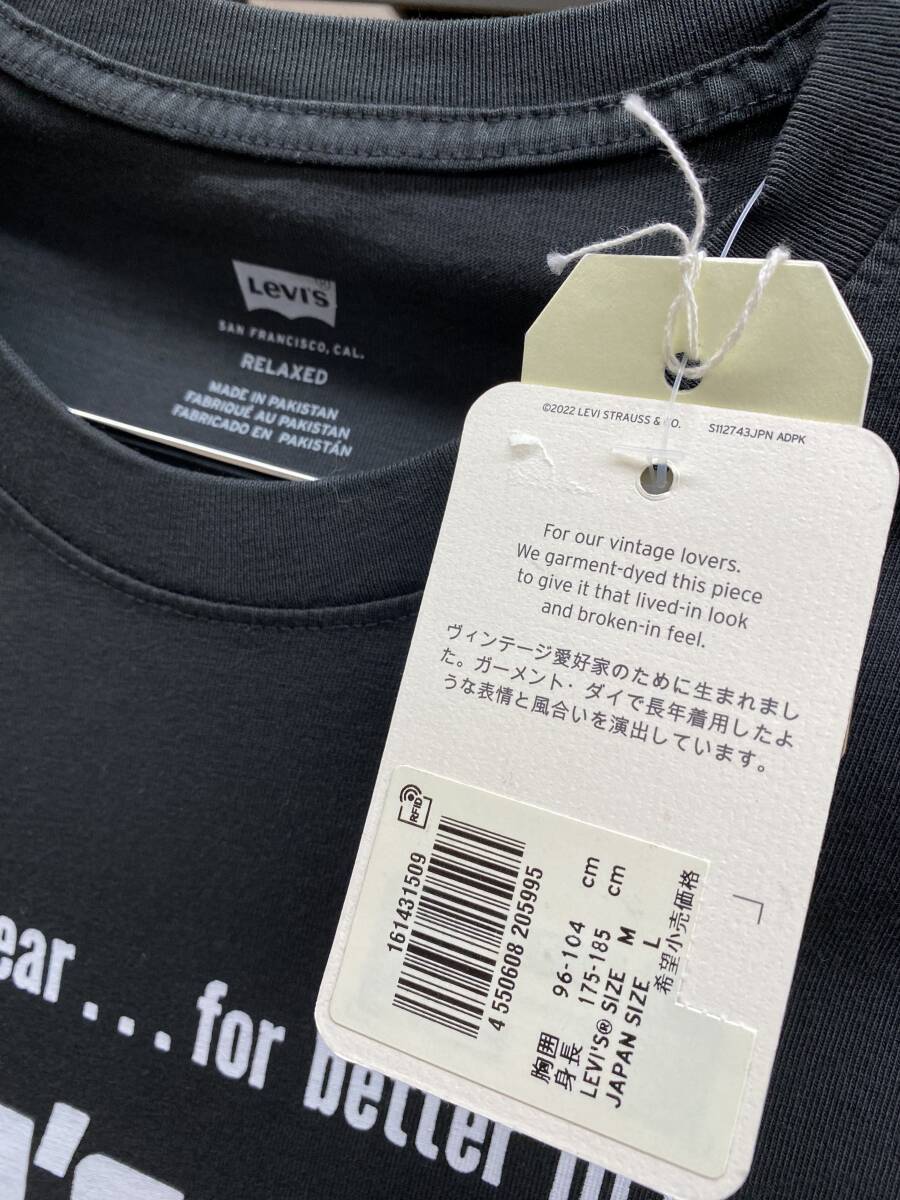 LEVI'S
SAN FRANCISCO, CAL.
RELAXED
MADE IN PAKISTAN
FABRIQUÉ AU PAKISTAN
FABRICADO EN PAKISTÁN
©2022 LEVI STRAUSS & CO. S112743JPN ADPK
For our vintage lovers.
We garment-dyed this piece
to give it that lived-in look
and broken-in feel.
ヴィンテージ愛好家のために生まれまし
た。ガーメント・ダイで長年着用したよ
うな表情と風合いを演出しています。
RFID
161431509
4 550608 205995
胸囲 96-104 cm
身長 175-185 cm
LEVI'S® SIZE M
JAPAN SIZE L
希望小売価格
ear...for better